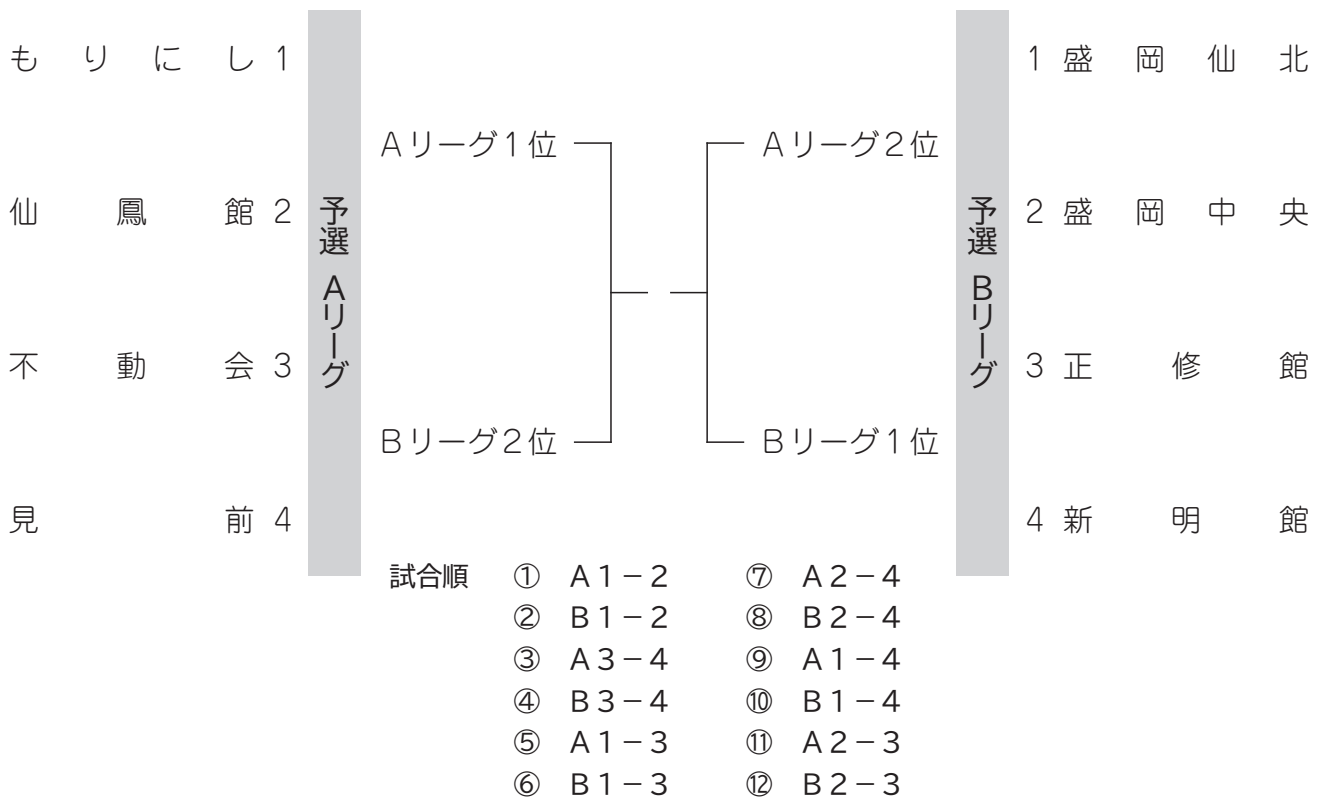 もりにし 1
仙鳳館 2
不動会 3
見前 4
予選 Aリーグ
Aリーグ1位
Bリーグ2位
Aリーグ2位
Bリーグ1位
予選 Bリーグ
1 盛岡仙北
2 盛岡中央
3 正修館
4 新明館
試合順 ① A1－2 ⑦ A2－4
② B1－2 ⑧ B2－4
③ A3－4 ⑨ A1－4
④ B3－4 ⑩ B1－4
⑤ A1－3 ⑪ A2－3
⑥ B1－3 ⑫ B2－3